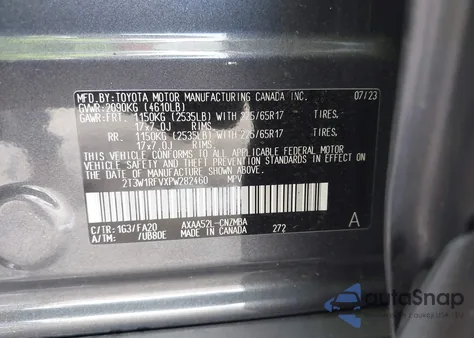 MFD.BY:TOYOTA MOTOR MANUFACTURING CANADA INC. 07/23
GVWR:2090KG (4610LB)
GAWR:FRT. 1150KG (2535LB) WITH 225/65R17 TIRES,
17x7.0J RIMS
RR. 1150KG (2535LB) WITH 225/65R17 TIRES,
17x7.0J RIMS
THIS VEHICLE CONFORMS TO ALL APPLICABLE FEDERAL MOTOR
VEHICLE SAFETY AND THEFT PREVENTION STANDARDS IN EFFECT
ON THE DATE OF MANUFACTURE SHOWN ABOVE.
2T3W1RFVXPW282460 MPV
C/TR:1G3/FA20 AXAA52L-CNZMBA A
A/TM: /UB80E MADE IN CANADA 272
autoSnap